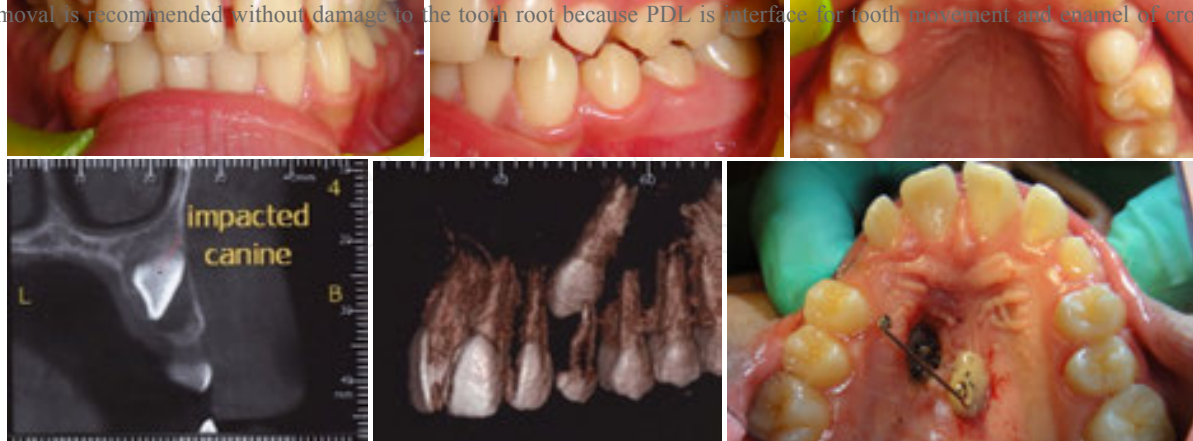 moval is recommended without damage to the tooth root because PDL is interface for tooth movement and enamel of cro
4
impacted
canine
L
B